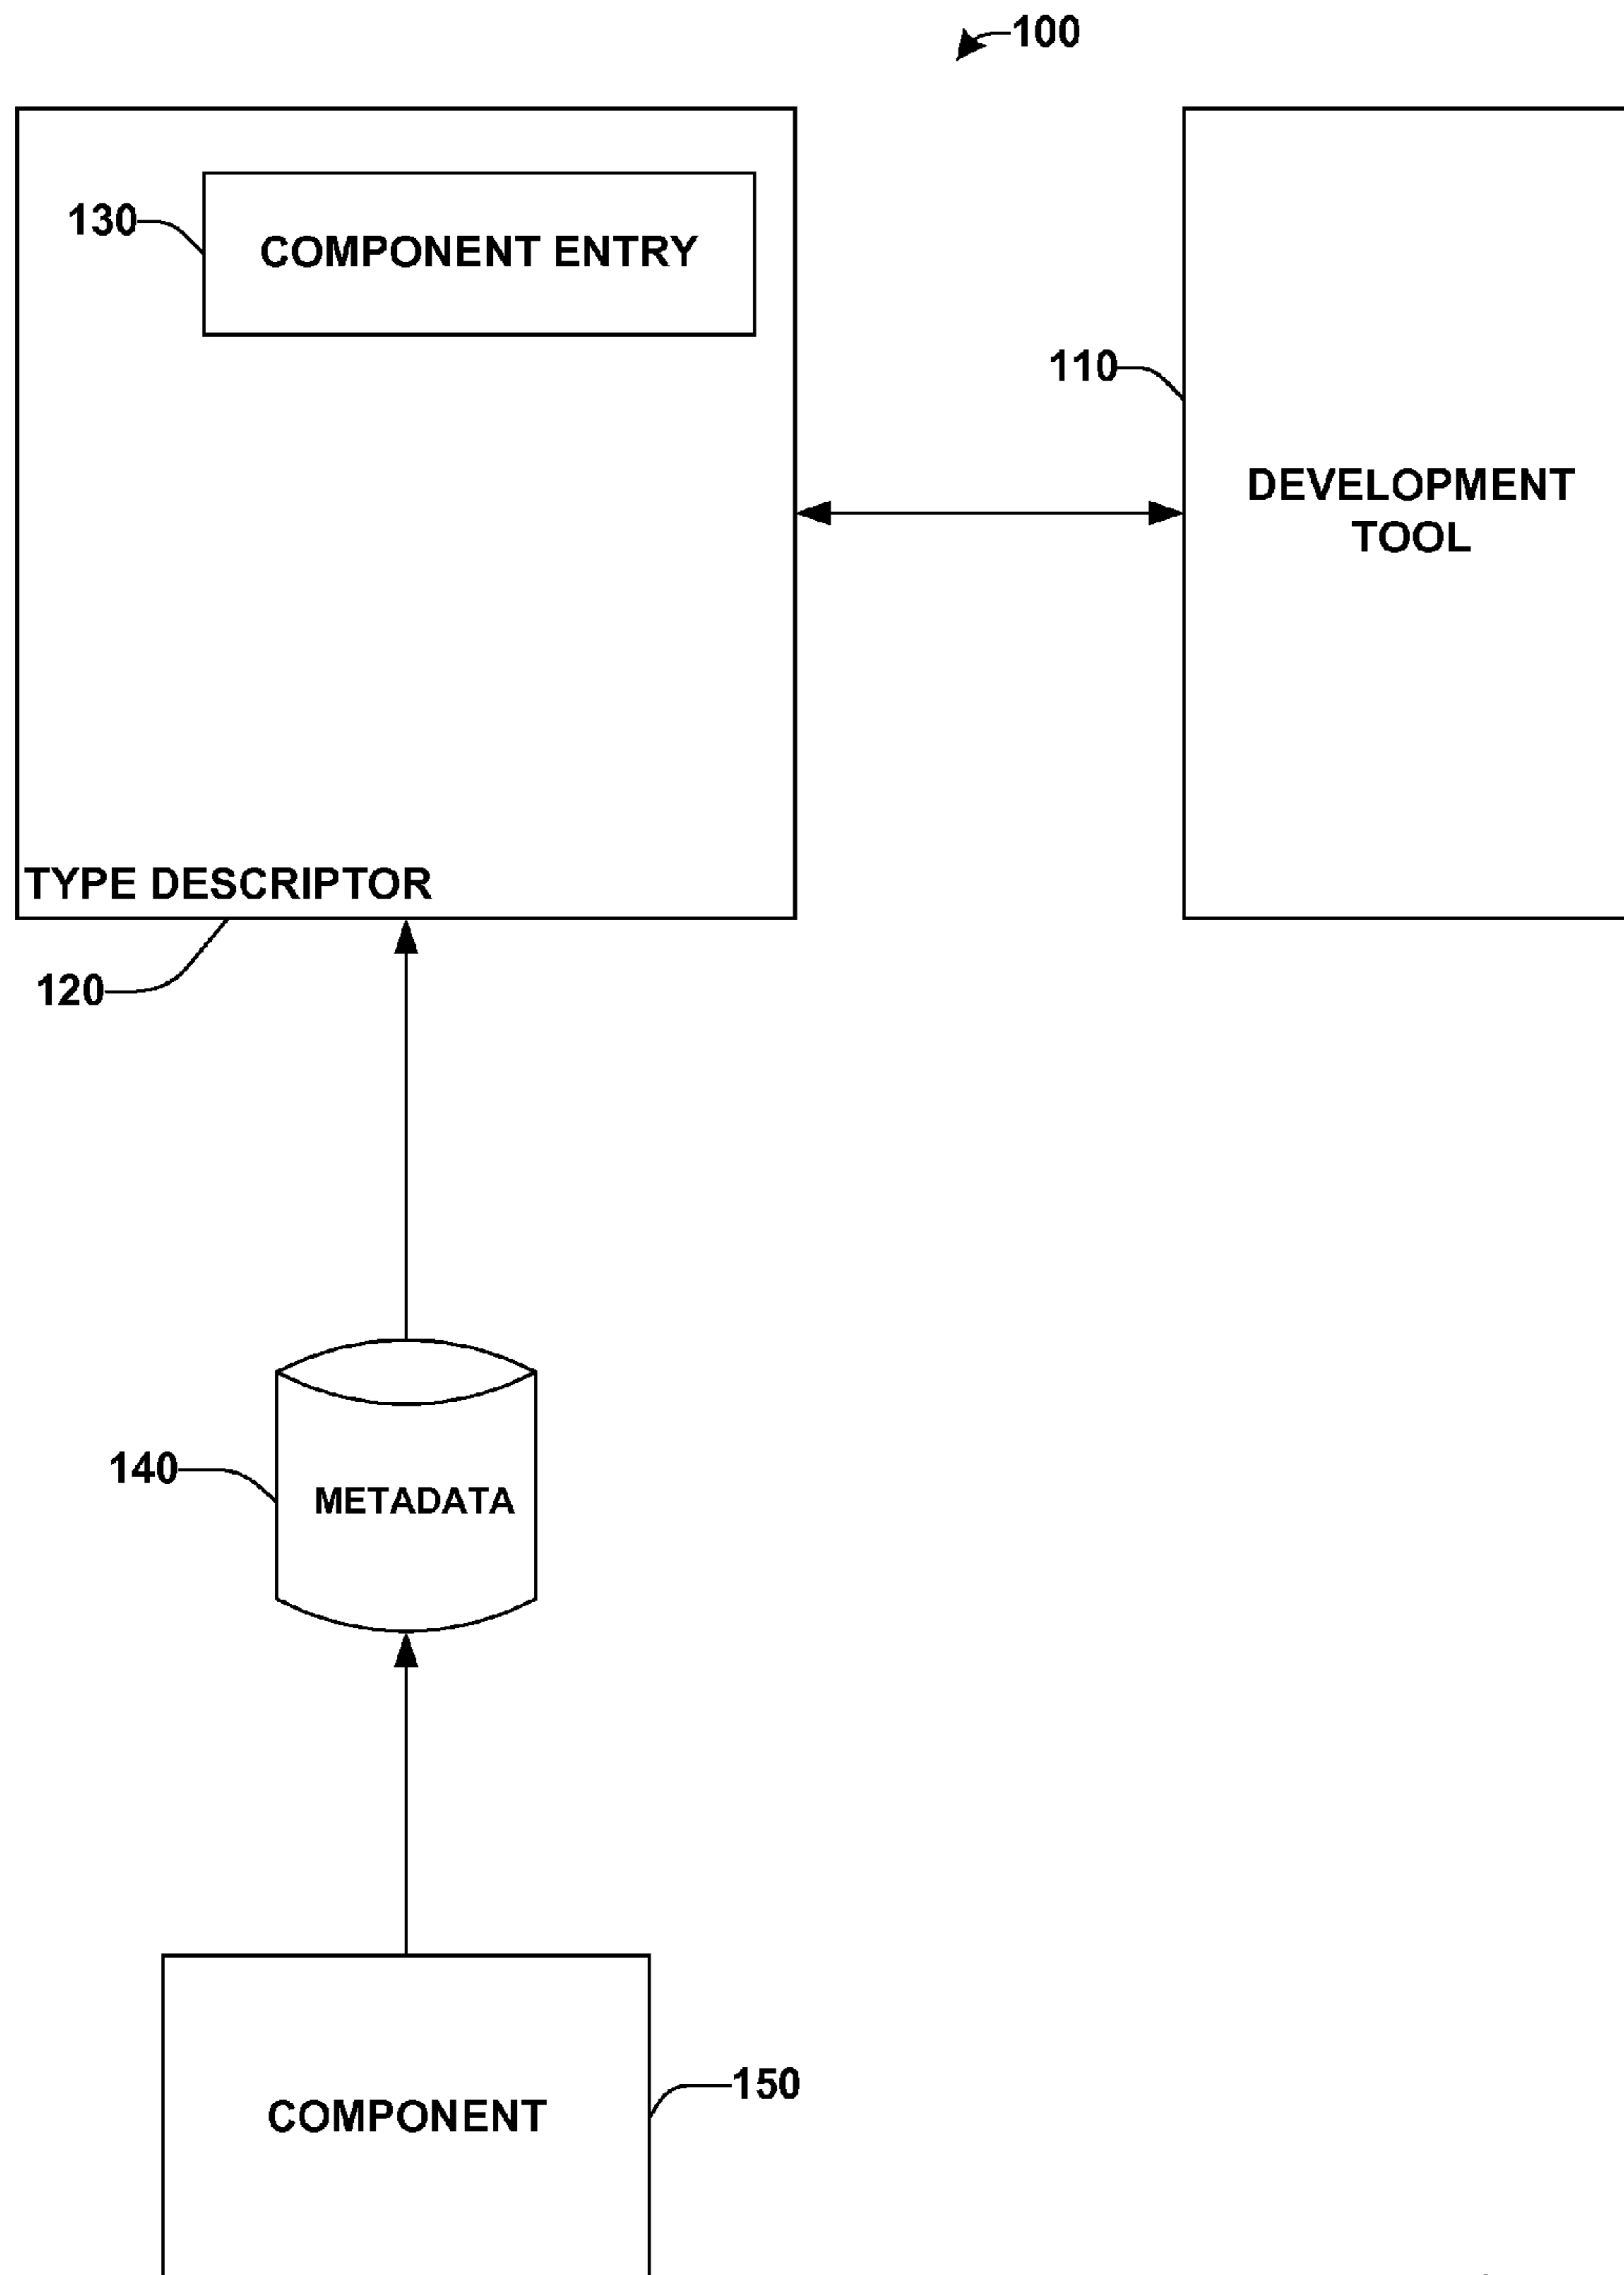 100
130
COMPONENT ENTRY
110
DEVELOPMENT
TOOL
TYPE DESCRIPTOR
120
140
METADATA
150
COMPONENT